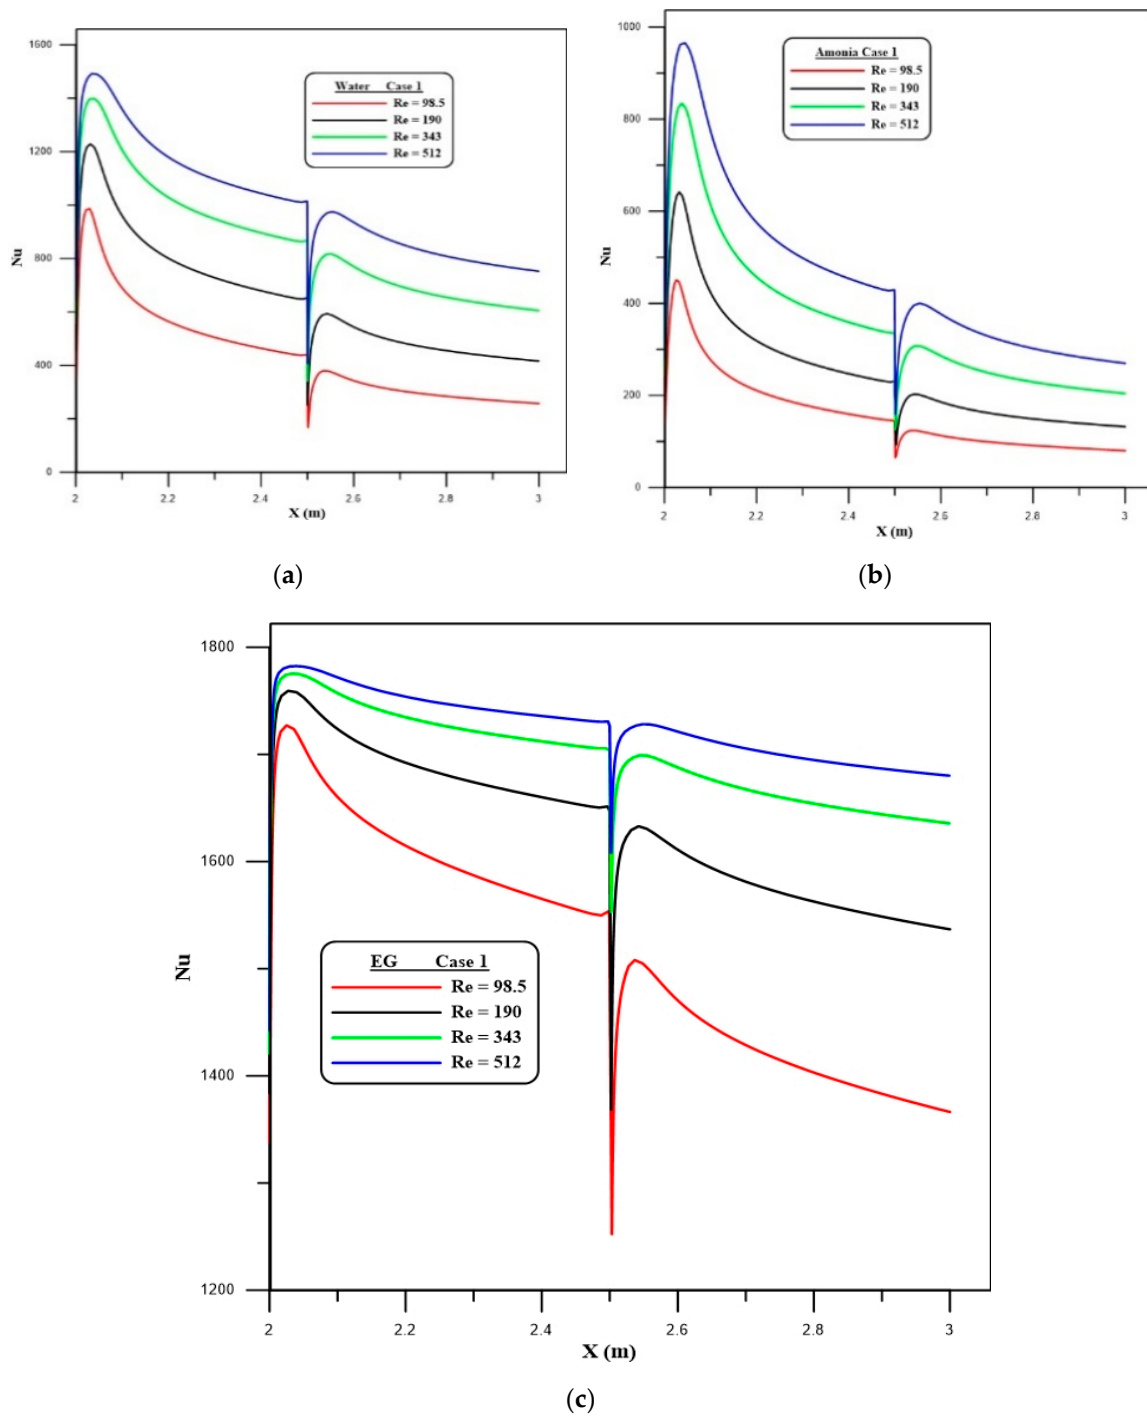 1600
1200
800
400
0
Nu
Water Case 1
Re = 98.5
Re = 190
Re = 343
Re = 512
2 2.2 2.4 2.6 2.8 3
X (m)
(a)
1000
800
600
400
200
0
Nu
Amonia Case 1
Re = 98.5
Re = 190
Re = 343
Re = 512
2 2.2 2.4 2.6 2.8 3
X (m)
(b)
1800
1600
1400
1200
Nu
EG Case 1
Re = 98.5
Re = 190
Re = 343
Re = 512
2 2.2 2.4 2.6 2.8 3
X (m)
(c)